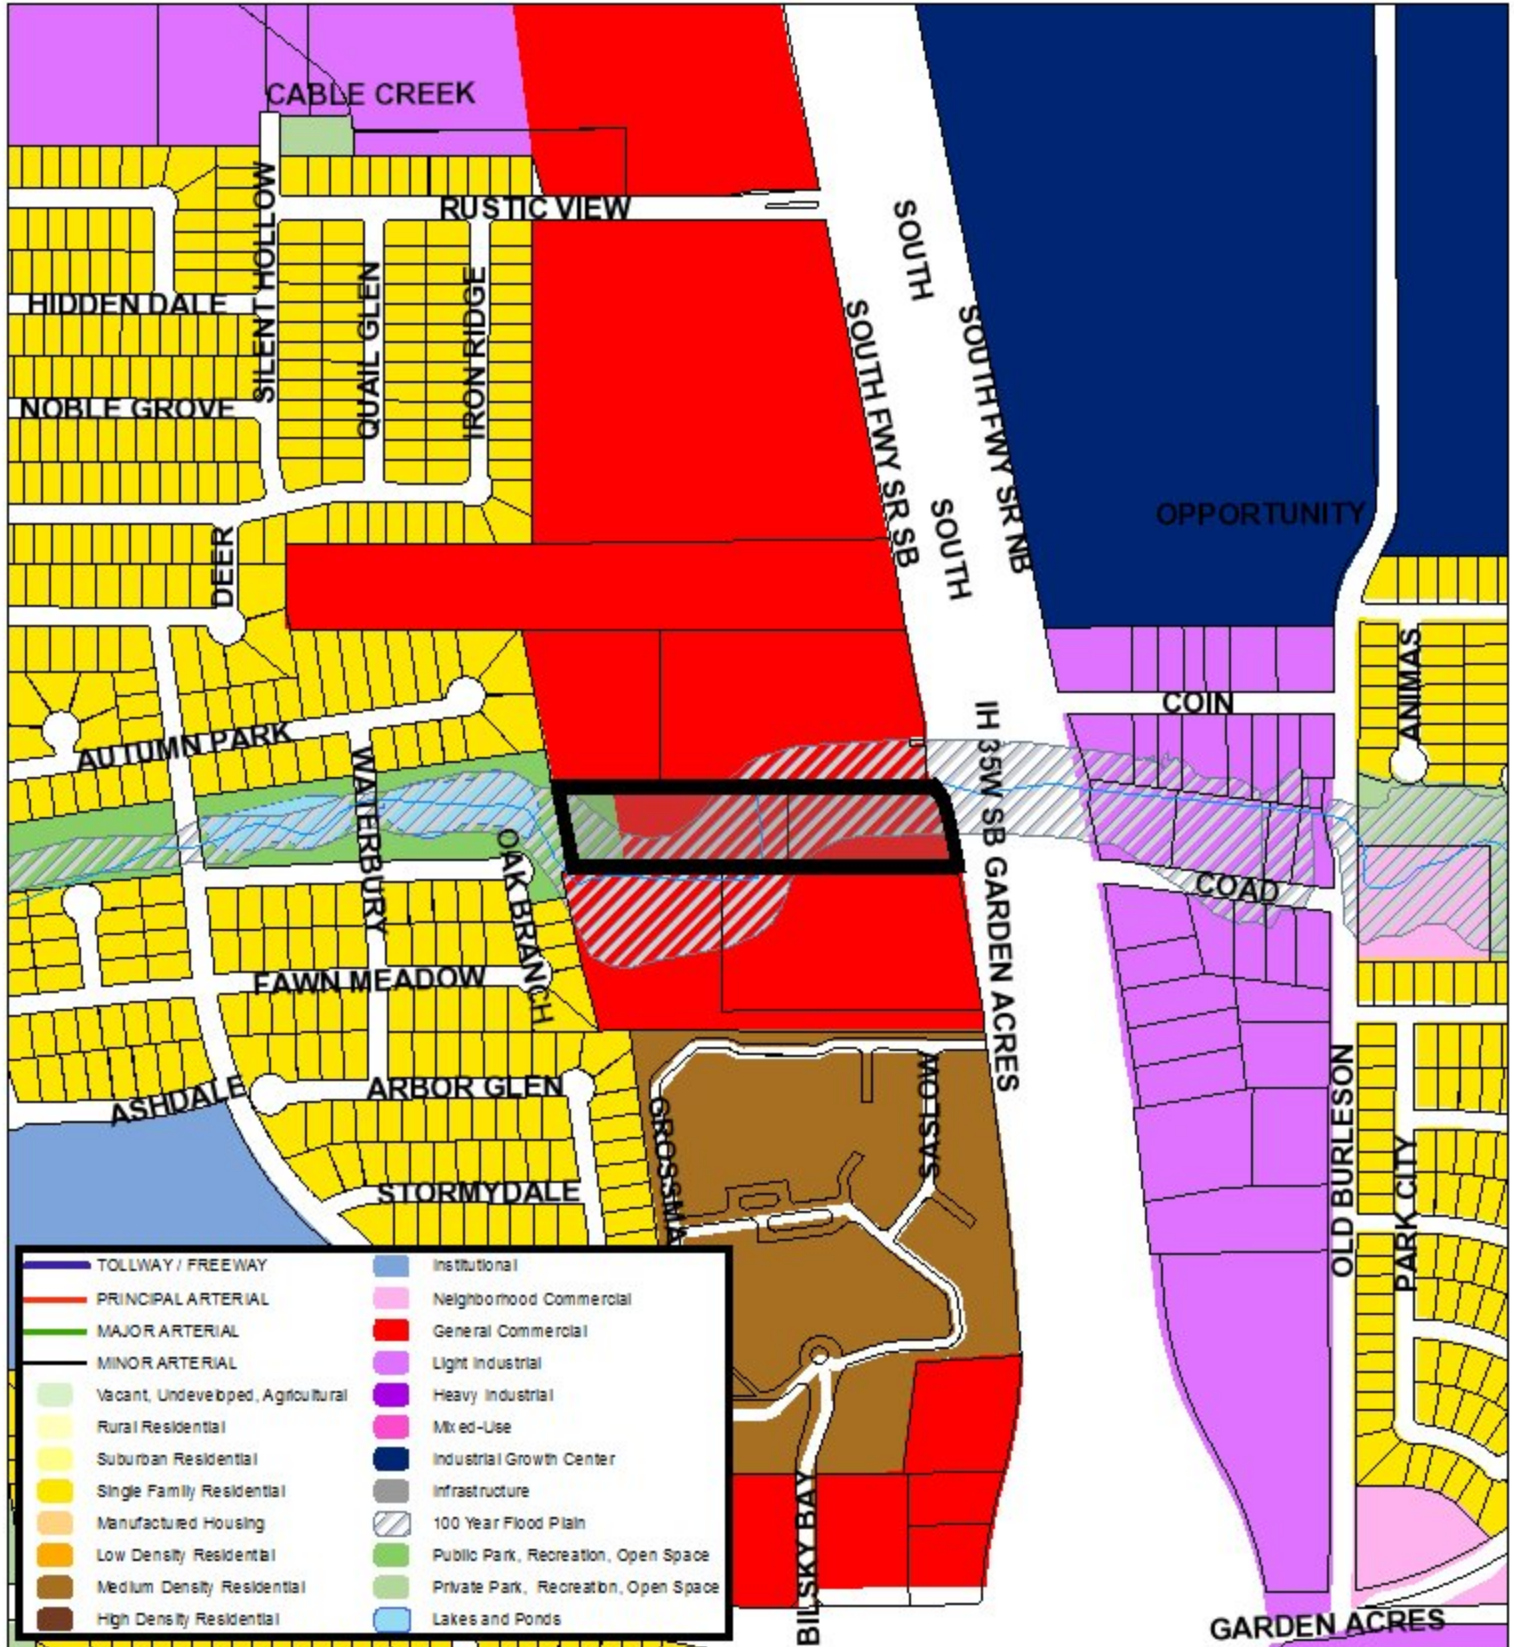 CABLE CREEK
RUSTIC VIEW
SILENT HOLLOW
HIDDEN DALE
QUAIL GLEN
IRON RIDGE
NOBLE GROVE
SOUTH
SOUTH FWY SR SB
SOUTH FWY SR NB
SOUTH
OPPORTUNITY
DEER
ANIMAS
COIN
AUTUMN PARK
WATERBURY
OAK BRANCH
IH 35W SB GARDEN ACRES
COAD
FAWN MEADOW
ASHDALE
ARBOR GLEN
GROSSMA
SASLOW
OLD BURLESON
PARK CITY
STORMYDALE
BILSKY BAY
GARDEN ACRES
TOLLWAY / FREEWAY
PRINCIPAL ARTERIAL
MAJOR ARTERIAL
MINOR ARTERIAL
Vacant, Undeveloped, Agricultural
Rural Residential
Suburban Residential
Single Family Residential
Manufactured Housing
Low Density Residential
Medium Density Residential
High Density Residential
Institutional
Neighborhood Commercial
General Commercial
Light Industrial
Heavy Industrial
Mixed-Use
Industrial Growth Center
Infrastructure
100 Year Flood Plain
Public Park, Recreation, Open Space
Private Park, Recreation, Open Space
Lakes and Ponds